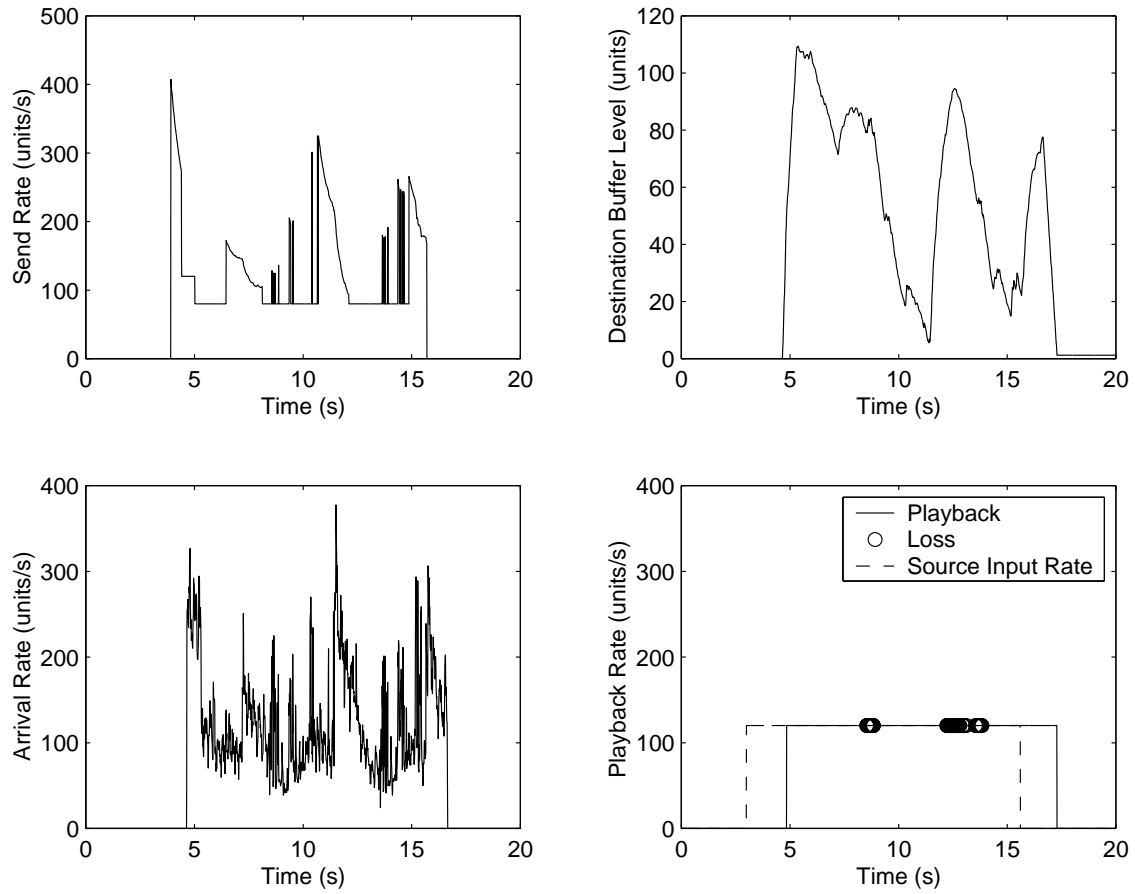 500
400
300
200
100
0
Send Rate (units/s)
0 5 10 15 20
Time (s)
120
100
80
60
40
20
0
Destination Buffer Level (units)
0 5 10 15 20
Time (s)
400
300
200
100
0
Arrival Rate (units/s)
0 5 10 15 20
Time (s)
400
300
200
100
0
Playback Rate (units/s)
Playback
Loss
Source Input Rate
0 5 10 15 20
Time (s)